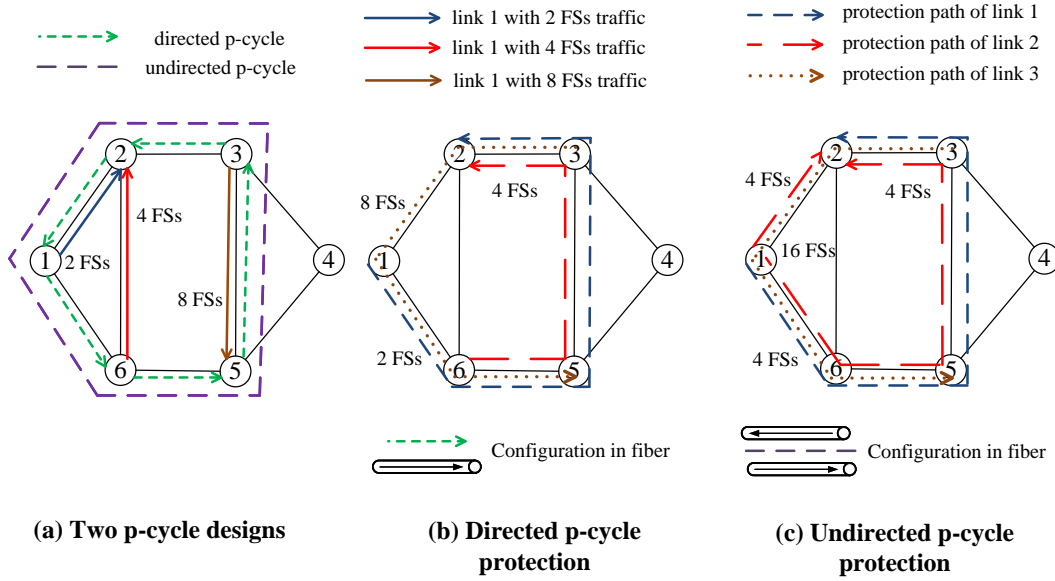 directed p-cycle
undirected p-cycle
link 1 with 2 FSs traffic
link 1 with 4 FSs traffic
link 1 with 8 FSs traffic
protection path of link 1
protection path of link 2
protection path of link 3
2
3
4 FSs
1
2 FSs
4
8 FSs
6
5
2
3
4 FSs
8 FSs
1
4
2 FSs
6
5
2
3
4 FSs
4 FSs
1
16 FSs
4
4 FSs
6
5
Configuration in fiber
Configuration in fiber
(a) Two p-cycle designs
(b) Directed p-cycle
protection
(c) Undirected p-cycle
protection